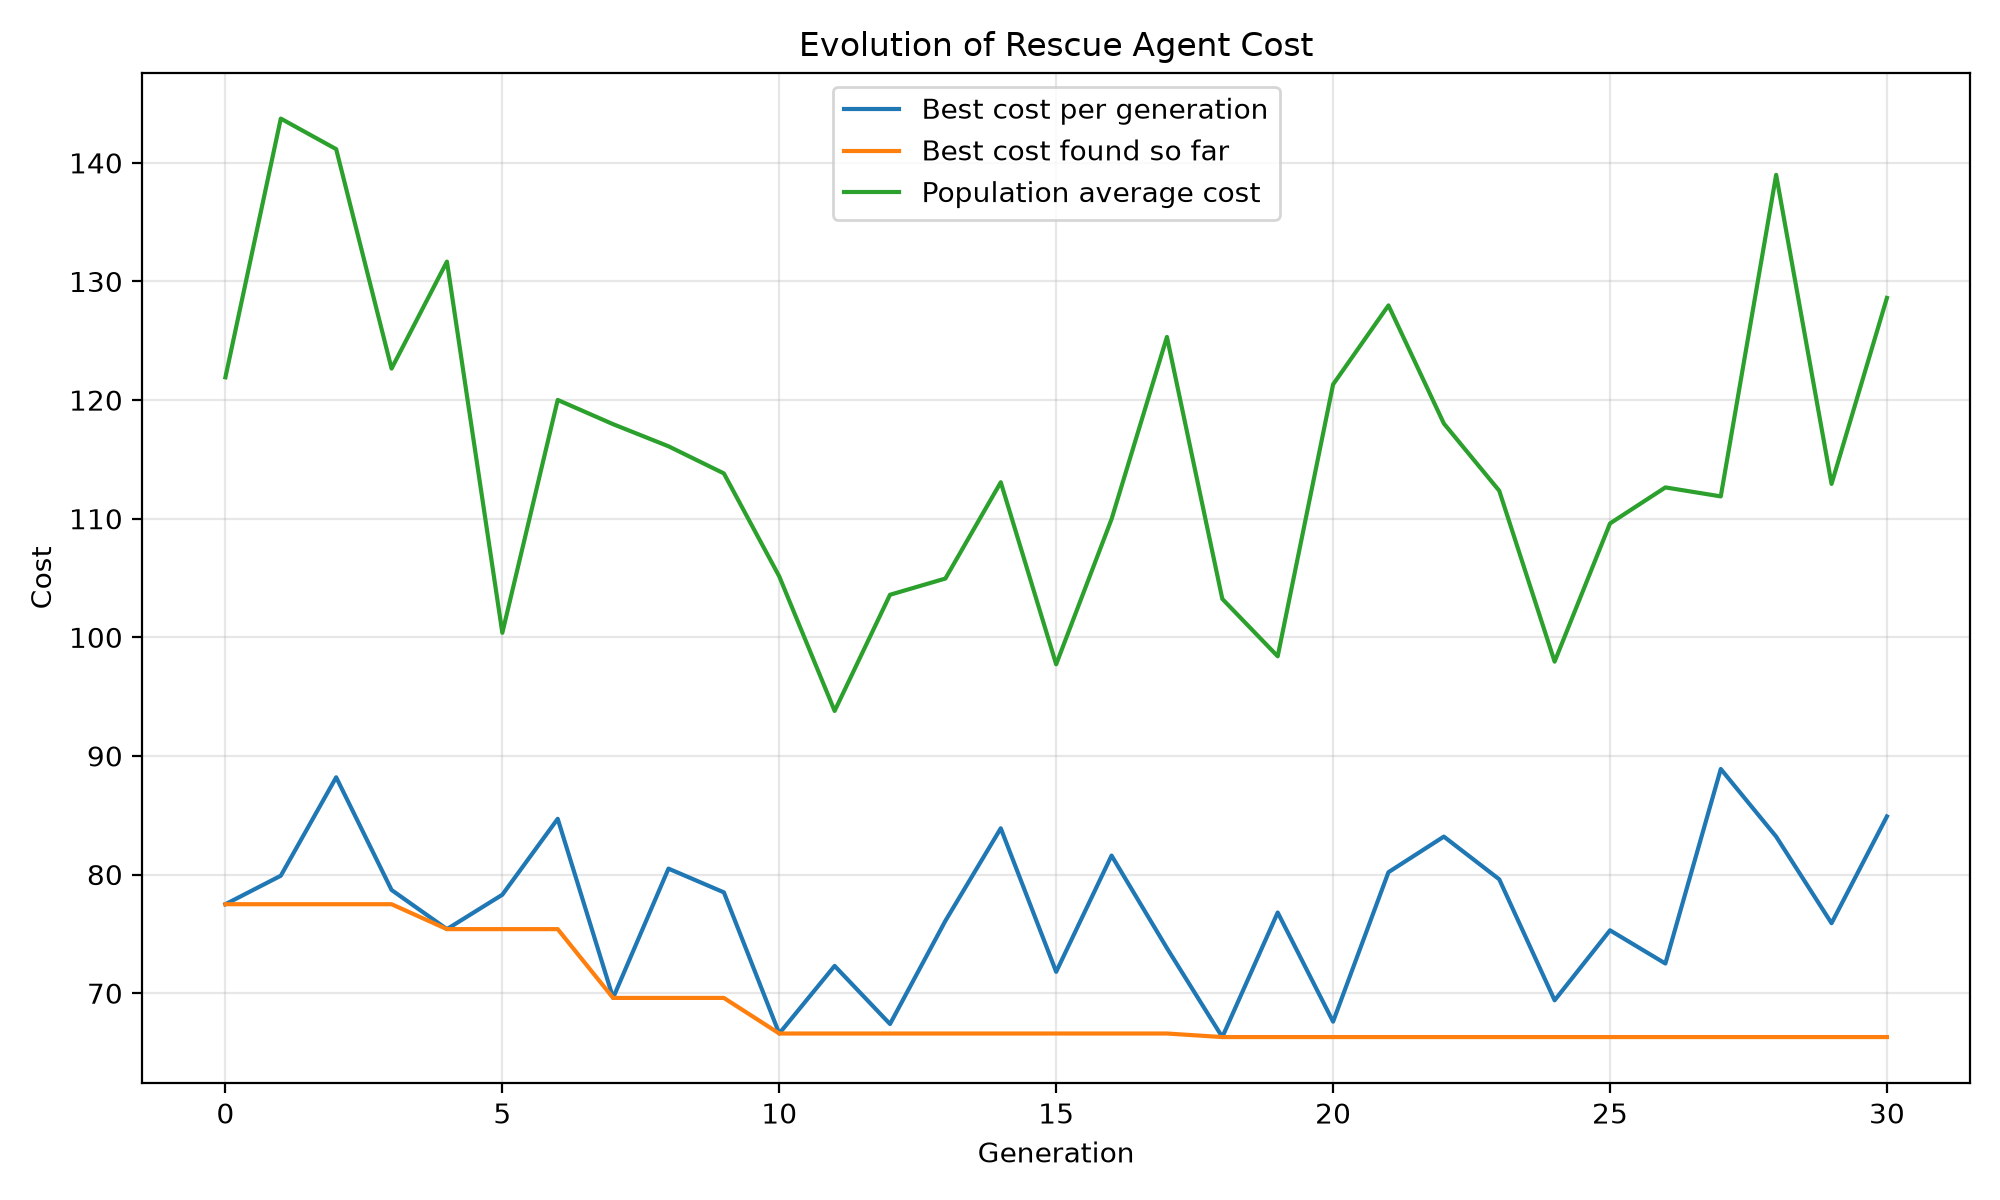 Evolution of Rescue Agent Cost
Best cost per generation
Best cost found so far
Population average cost
140
130
120
110
100
90
80
70
Cost
0 5 10 15 20 25 30
Generation